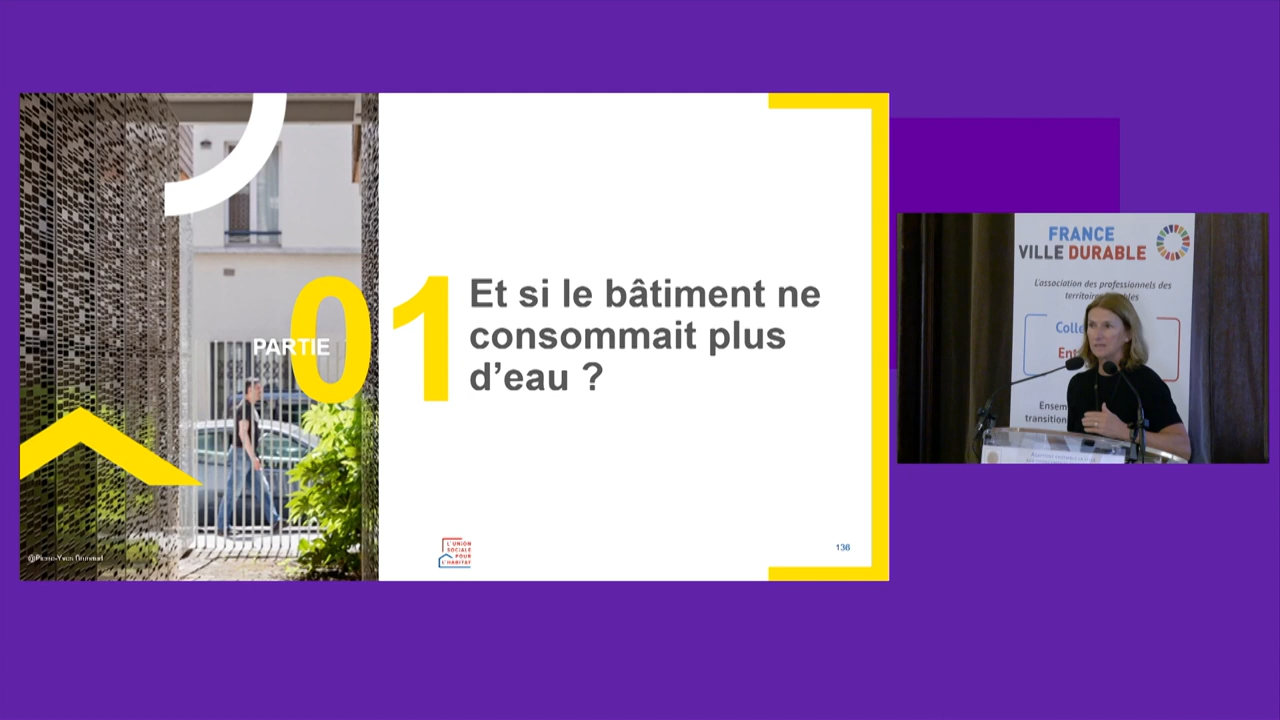 PARTIE
01
Et si le bâtiment ne
consommait plus
d’eau ?
L'UNION
SOCIALE
POUR
L'HABITAT
136
FRANCE
VILLE DURABLE
L'association des professionnels des
Ensem
transition